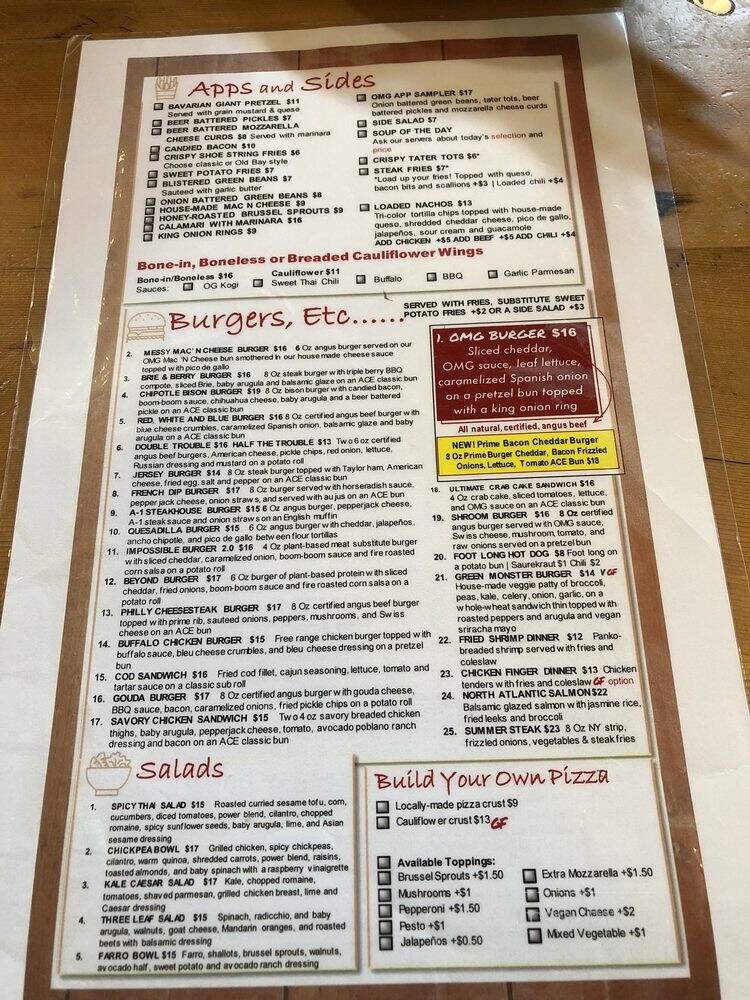 Apps and Sides
BAVARIAN GIANT PRETZEL $11
Served with grain mustard & queso
BEER BATTERED PICKLES $7
BEER BATTERED MOZZARELLA
CHEESE CURDS $8 Served with marinara
CANDIED BACON $10
CRISPY SHOE STRING FRIES $6
Choose classic or Old Bay style
SWEET POTATO FRIES $7
BLISTERED GREEN BEANS $7
Sauteed with garlic butter
ONION BATTERED GREEN BEANS $8
HOUSE-MADE MAC N CHEESE $9
HONEY-ROASTED BRUSSEL SPROUTS $9
CALAMARI WITH MARINARA $16
KING ONION RINGS $9
OMG APP SAMPLER $17
Onion battered green beans, tater tots, beer
battered pickles and mozzarella cheese curds
SIDE SALAD $7
SOUP OF THE DAY
Ask our servers about today's selection and
price
CRISPY TATER TOTS $6*
STEAK FRIES $7*
*Load up your fries! Topped with queso,
bacon bits and scallions +$3 | Loaded chili +$4
LOADED NACHOS $13
Tri-color tortilla chips topped with house-made
queso, shredded cheddar cheese, pico de gallo,
jalapeños, sour cream and guacamole
ADD CHICKEN +$5 ADD BEEF +$5 ADD CHILI +$4
Bone-in, Boneless or Breaded Cauliflower Wings
Bone-in/Boneless $16 Cauliflower $11
Sauces: OG Kogi Sweet Thai Chili Buffalo BBQ Garlic Parmesan
Burgers, Etc......
SERVED WITH FRIES, SUBSTITUTE SWEET
POTATO FRIES +$2 OR A SIDE SALAD +$3
2. MESSY MAC' N CHEESE BURGER $16 6 Oz angus burger served on our
OMG Mac 'N Cheese bun smothered in our house made cheese sauce
topped with pico de gallo
3. BRIE & BERRY BURGER $16 8 Oz steak burger with triple berry BBQ
compote, sliced Brie, baby arugula and balsamic glaze on an ACE classic bun
4. CHIPOTLE BISON BURGER $19 8 Oz bison burger with candied bacon,
boom-boom sauce, chihuahua cheese, baby arugula and a beer battered
pickle on an ACE classic bun
5. RED, WHITE AND BLUE BURGER $16 8 Oz certified angus beef burger with
blue cheese crumbles, caramelized Spanish onion, balsamic glaze and baby
arugula on a ACE classic bun
6. DOUBLE TROUBLE $16 HALF THE TROUBLE $13 Two 6 oz certified
angus beef burgers, American cheese, pickle chips, red onion, lettuce,
Russian dressing and mustard on a potato roll
7. JERSEY BURGER $14 8 Oz steak burger topped with Taylor ham, American
cheese, fried egg, salt and pepper on an ACE classic bun
8. FRENCH DIP BURGER $17 8 Oz burger served with horseradish sauce,
pepper jack cheese, onion straws, and served with au jus on an ACE bun
9. A-1 STEAKHOUSE BURGER $15 6 Oz angus burger, pepperjack cheese,
A-1 steak sauce and onion straws on an English muffin
10. QUESADILLA BURGER $15 6 Oz angus burger with cheddar, jalapeños,
ancho chipotle, and pico de gallo between flour tortillas
11. IMPOSSIBLE BURGER 2.0 $16 4 Oz plant-based meat substitute burger
with sliced cheddar, caramelized onion, boom-boom sauce and fire roasted
corn salsa on a potato roll
12. BEYOND BURGER $17 6 Oz burger of plant-based protein with sliced
cheddar, fried onions, boom-boom sauce and fire roasted corn salsa on a
potato roll
13. PHILLY CHEESESTEAK BURGER $17 8 Oz certified angus beef burger
topped with prime rib, sauteed onions, peppers, mushrooms, and Swiss
cheese on an ACE bun
14. BUFFALO CHICKEN BURGER $15 Free range chicken burger topped with
buffalo sauce, bleu cheese crumbles, and bleu cheese dressing on a pretzel
bun
15. COD SANDWICH $16 Fried cod fillet, cajun seasoning, lettuce, tomato and
tartar sauce on a classic sub roll
16. GOUDA BURGER $17 8 Oz certified angus burger with gouda cheese,
BBQ sauce, bacon, caramelized onions, fried pickle chips on a potato roll
17. SAVORY CHICKEN SANDWICH $15 Two 4 oz savory breaded chicken
thighs, baby arugula, pepperjack cheese, tomato, avocado poblano ranch
dressing and bacon on an ACE classic bun
1. OMG BURGER $16
Sliced cheddar,
OMG sauce, leaf lettuce,
caramelized Spanish onion
on a pretzel bun topped
with a king onion ring
All natural, certified, angus beef
NEW! Prime Bacon Cheddar Burger
8 Oz Prime Burger Cheddar, Bacon Frizzled
Onions, Lettuce, Tomato ACE Bun $18
18. ULTIMATE CRAB CAKE SANDWICH $16
4 Oz crab cake, sliced tomatoes, lettuce,
and OMG sauce on an ACE classic bun
19. SHROOM BURGER $16 8 Oz certified
angus burger served with OMG sauce,
Swiss cheese, mushroom, tomato, and
raw onions served on a pretzel bun
20. FOOT LONG HOT DOG $8 Foot long on
a potato bun | Saurekraut $1 Chili $2
21. GREEN MONSTER BURGER $14 V GF
House-made veggie patty of broccoli,
peas, kale, celery, onion, garlic, on a
whole-wheat sandwich thin topped with
roasted peppers and arugula and vegan
sriracha mayo
22. FRIED SHRIMP DINNER $12 Panko-
breaded shrimp served with fries and
coleslaw
23. CHICKEN FINGER DINNER $13 Chicken
tenders with fries and coleslaw GF option
24. NORTH ATLANTIC SALMON $22
Balsamic glazed salmon with jasmine rice,
fried leeks and broccoli
25. SUMMER STEAK $23 8 Oz NY strip,
frizzled onions, vegetables & steak fries
Salads
1. SPICY THAI SALAD $15 Roasted curried sesame tofu, corn,
cucumbers, diced tomatoes, power blend, cilantro, chopped
romaine, spicy sunflower seeds, baby arugula, lime, and Asian
sesame dressing
2. CHICKPEA BOWL $17 Grilled chicken, spicy chickpeas,
cilantro, warm quinoa, shredded carrots, power blend, raisins,
toasted almonds, and baby spinach with a raspberry vinaigrette
3. KALE CAESAR SALAD $17 Kale, chopped romaine,
tomatoes, shaved parmesan, grilled chicken breast, lime and
Caesar dressing
4. THREE LEAF SALAD $15 Spinach, radicchio, and baby
arugula, walnuts, goat cheese, Mandarin oranges, and roasted
beets with balsamic dressing
5. FARRO BOWL $15 Farro, shallots, brussel sprouts, walnuts,
avocado half, sweet potato and avocado ranch dressing
Build Your Own Pizza
Locally-made pizza crust $9
Cauliflower crust $13 GF
Available Toppings:
Brussel Sprouts +$1.50
Mushrooms +$1
Pepperoni +$1.50
Pesto +$1
Jalapeños +$0.50
Extra Mozzarella +$1.50
Onions +$1
Vegan Cheese +$2
Mixed Vegetable +$1